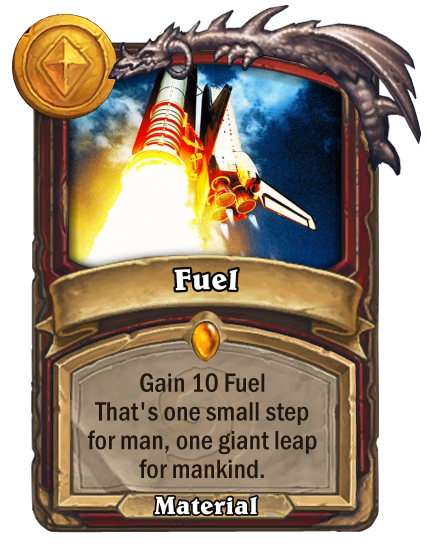 Fuel
Gain 10 Fuel
That's one small step
for man, one giant leap
for mankind.
Material